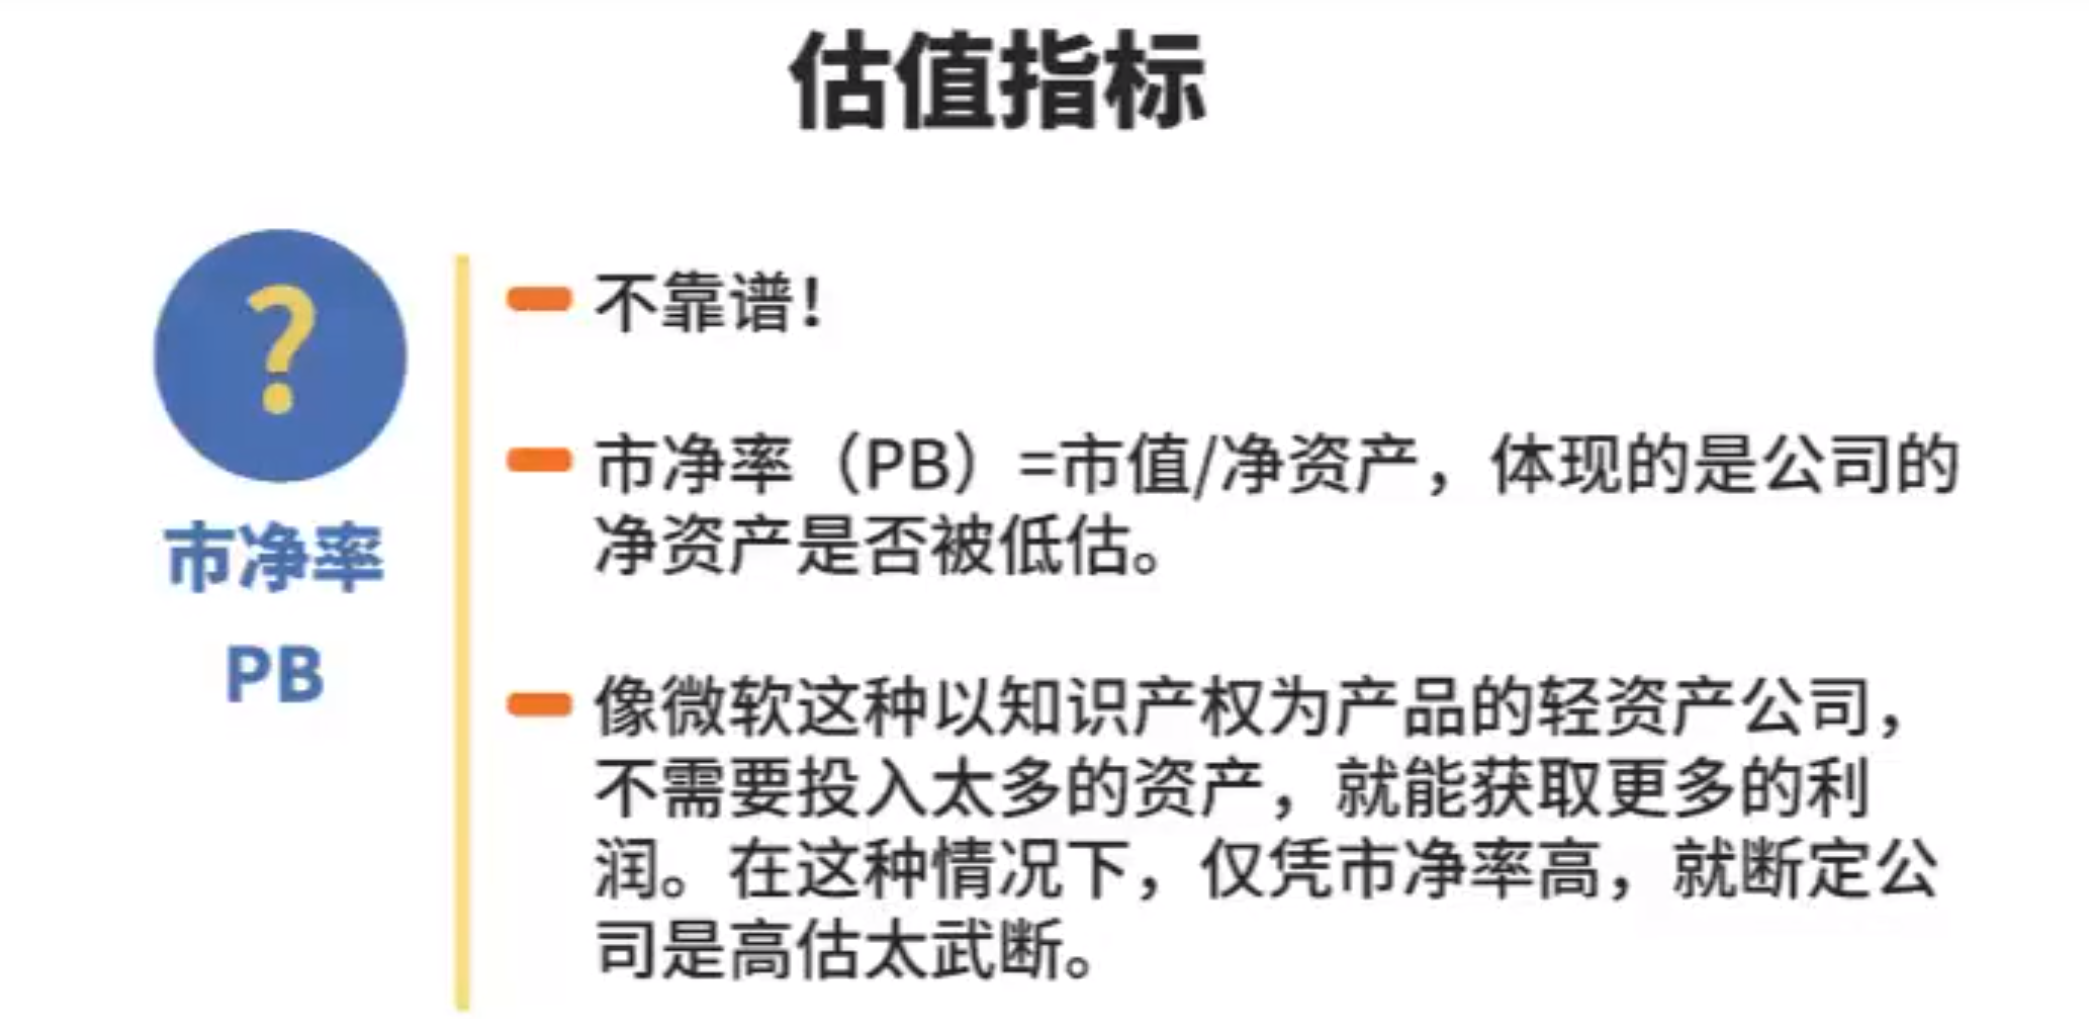 估值指标
?
市净率
PB
不靠谱！
市净率（PB）=市值/净资产，体现的是公司的
净资产是否被低估。
像微软这种以知识产权为产品的轻资产公司，
不需要投入太多的资产，就能获取更多的利
润。在这种情况下，仅凭市净率高，就断定公
司是高估太武断。